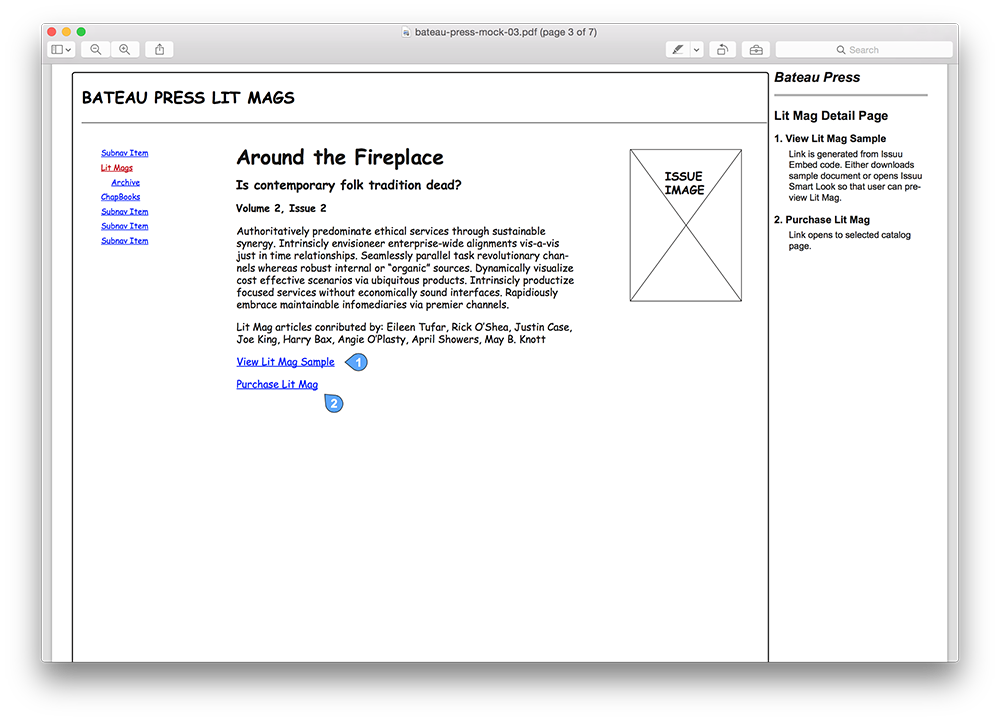 bateau-press-mock-03.pdf (page 3 of 7)
Search
BATEAU PRESS LIT MAGS
Subnav Item
Lit Mags
Archive
ChapBooks
Subnav Item
Subnav Item
Subnav Item
Around the Fireplace
Is contemporary folk tradition dead?
Volume 2, Issue 2
Authoritatively predominate ethical services through sustainable
synergy. Intrinsicly envisioneer enterprise-wide alignments vis-a-vis
just in time relationships. Seamlessly parallel task revolutionary chan-
nels whereas robust internal or “organic” sources. Dynamically visualize
cost effective scenarios via ubiquitous products. Intrinsicly productize
focused services without economically sound interfaces. Rapidiously
embrace maintainable infomediaries via premier channels.
Lit Mag articles conributed by: Eileen Tufar, Rick O’Shea, Justin Case,
Joe King, Harry Bax, Angie O’Plasty, April Showers, May B. Knott
View Lit Mag Sample
1
Purchase Lit Mag
2
ISSUE
IMAGE
Bateau Press
Lit Mag Detail Page
1. View Lit Mag Sample
Link is generated from Issuu
Embed code. Either downloads
sample document or opens Issuu
Smart Look so that user can pre-
view Lit Mag.
2. Purchase Lit Mag
Link opens to selected catalog
page.